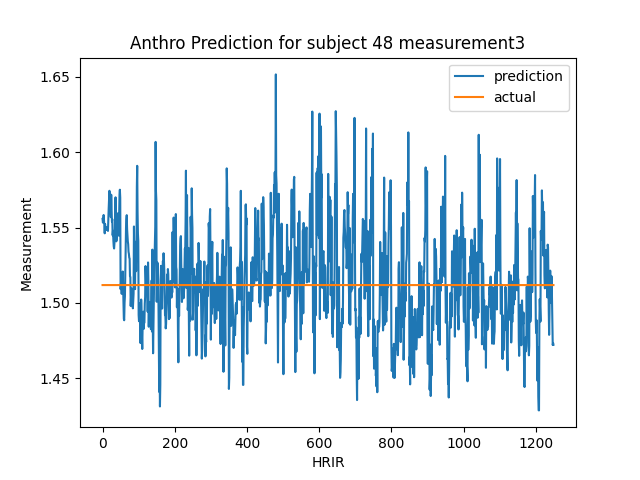 Anthro Prediction for subject 48 measurement3
prediction
actual
Measurement
1.65
1.60
1.55
1.50
1.45
0 200 400 600 800 1000 1200
HRIR